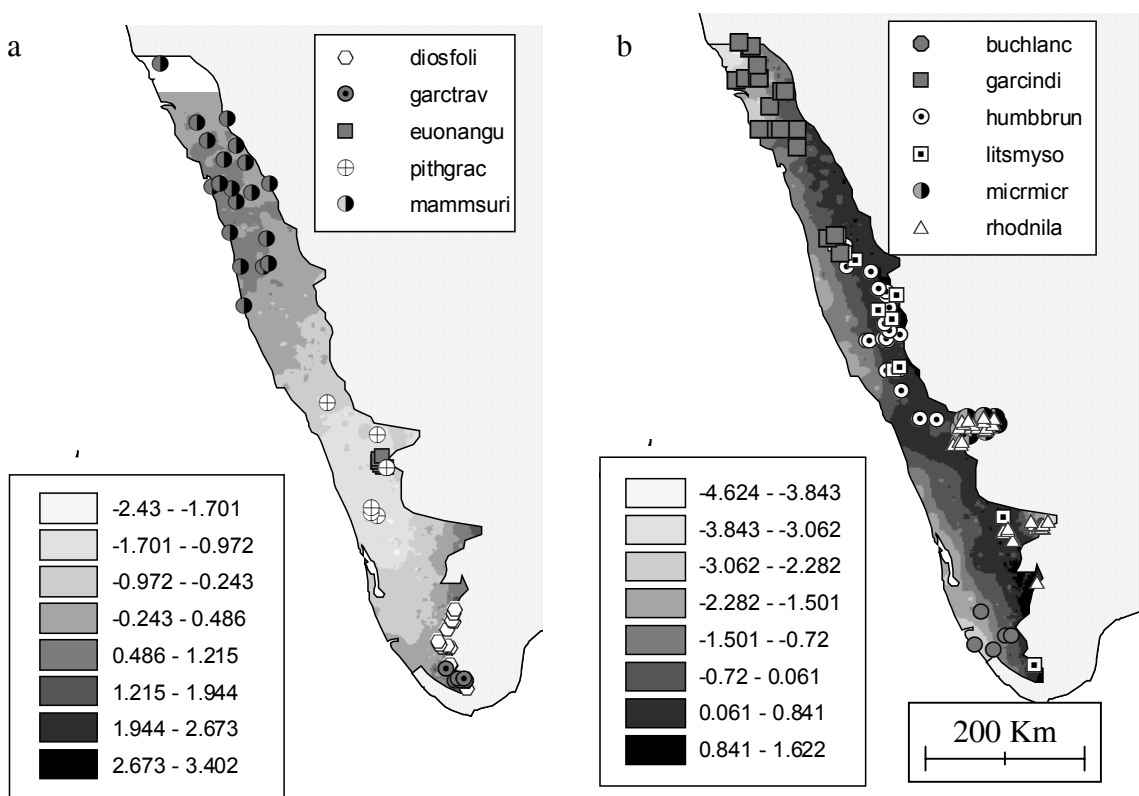 a
diosfoli
garctrav
euonangu
pithgrac
mammsuri
-2.43 - -1.701
-1.701 - -0.972
-0.972 - -0.243
-0.243 - 0.486
0.486 - 1.215
1.215 - 1.944
1.944 - 2.673
2.673 - 3.402
b
buchlanc
garcindi
humbbrun
litsmyso
micrmicr
rhodnila
-4.624 - -3.843
-3.843 - -3.062
-3.062 - -2.282
-2.282 - -1.501
-1.501 - -0.72
-0.72 - 0.061
0.061 - 0.841
0.841 - 1.622
200 Km